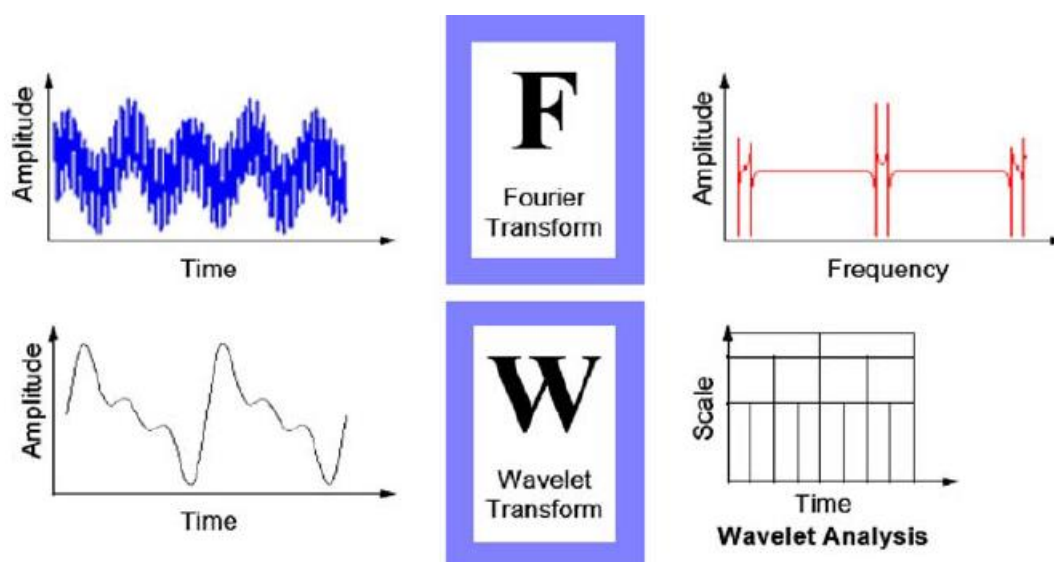 Amplitude
Time
F
Fourier
Transform
Amplitude
Frequency
Amplitude
Time
W
Wavelet
Transform
Scale
Time
Wavelet Analysis